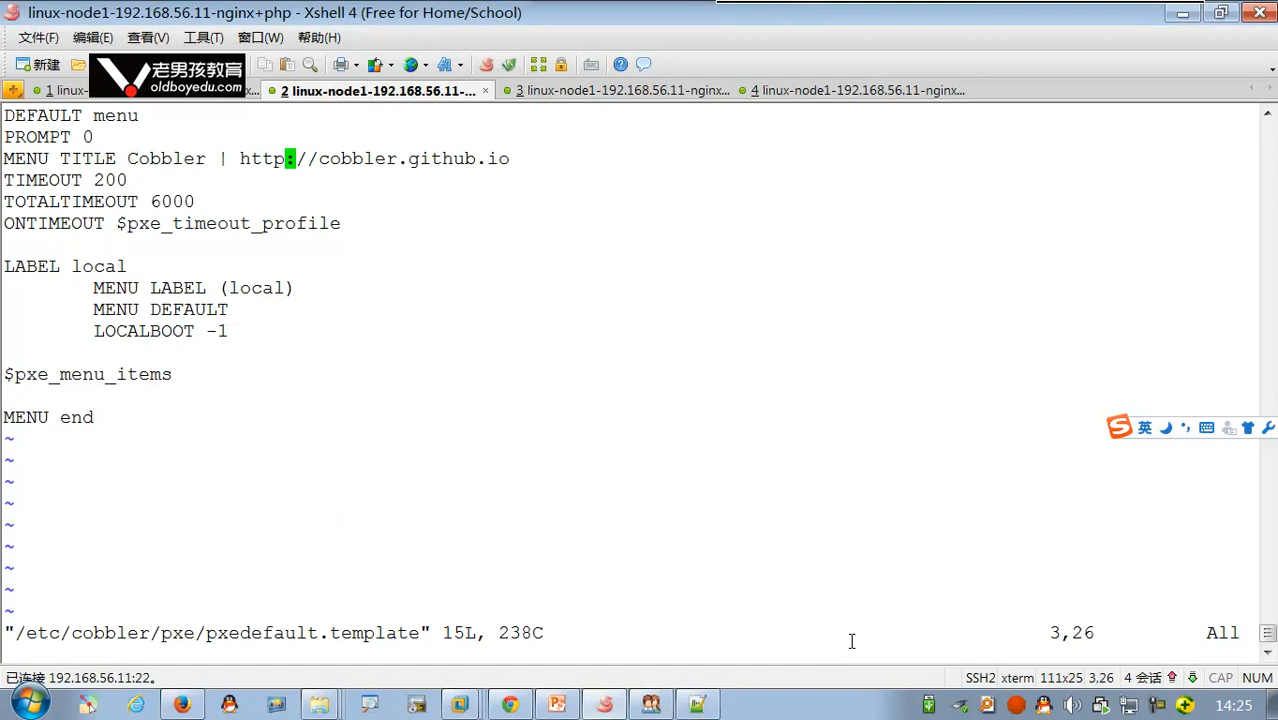 linux-node1-192.168.56.11-nginx+php - Xshell 4 (Free for Home/School)
文件(F) 编辑(E) 查看(V) 工具(T) 窗口(W) 帮助(H)
新建
老男孩教育
oldboyedu.com
1 linux- 2 linux-node1-192.168.56.11-... × 3 linux-node1-192.168.56.11-nginx... 4 linux-node1-192.168.56.11-nginx...
DEFAULT menu
PROMPT 0
MENU TITLE Cobbler | http://cobbler.github.io
TIMEOUT 200
TOTALTIMEOUT 6000
ONTIMEOUT $pxe_timeout_profile
LABEL local
MENU LABEL (local)
MENU DEFAULT
LOCALBOOT -1
$pxe_menu_items
MENU end
~
~
~
~
~
~
~
~
~
英
"/etc/cobbler/pxe/pxedefault.template" 15L, 238C 3,26 All
已连接 192.168.56.11:22。 SSH2 xterm 111x25 3,26 4 会话 CAP NUM
14:25